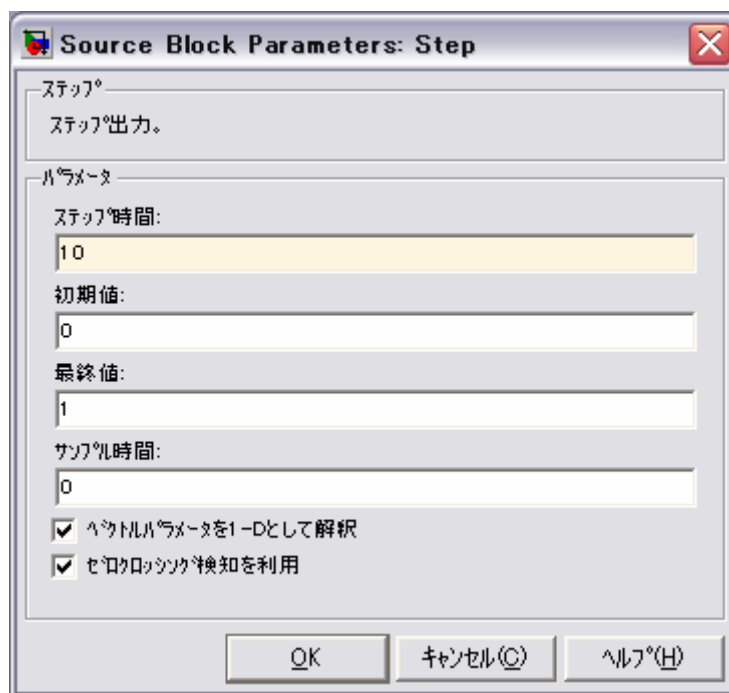 Source Block Parameters: Step
ステップ
ステップ出力。
パラメータ
ステップ時間:
10
初期値:
0
最終値:
1
サンプル時間:
0
ベクトルパラメータを1-Dとして解釈
ゼロクロッシング検知を利用
OK
キャンセル(C)
ヘルプ(H)